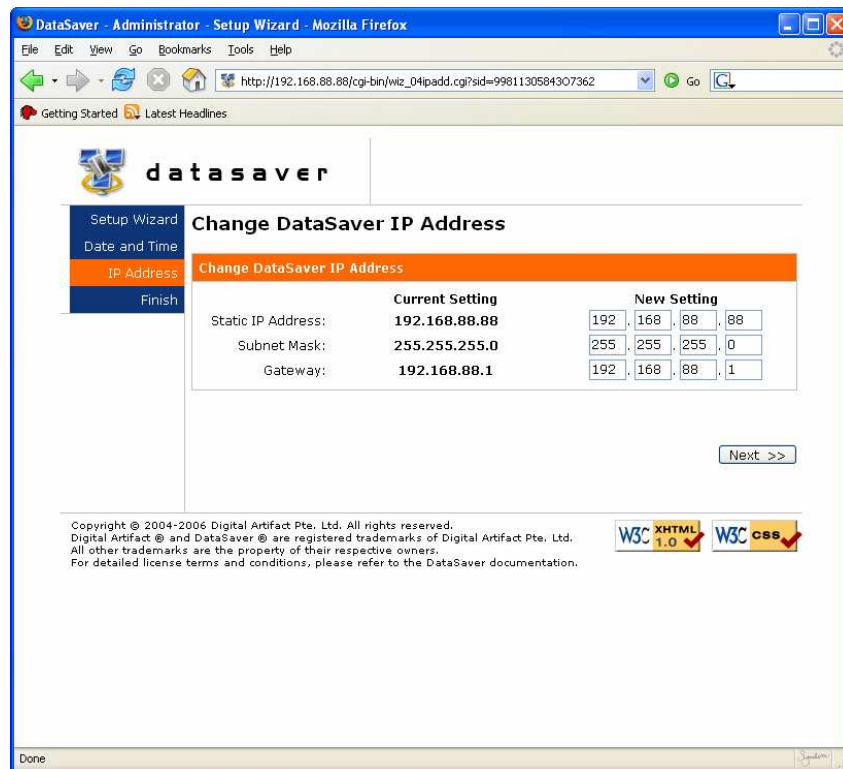 DataSaver - Administrator - Setup Wizard - Mozilla Firefox
File Edit View Go Bookmarks Tools Help
http://192.168.88.88/cgi-bin/wiz_04ipadd.cgi?sid=9981130584307362 Go G
Getting Started Latest Headlines
datasaver
Setup Wizard
Date and Time
IP Address
Finish
Change DataSaver IP Address
Change DataSaver IP Address
Current Setting New Setting
Static IP Address: 192.168.88.88 192 . 168 . 88 . 88
Subnet Mask: 255.255.255.0 255 . 255 . 255 . 0
Gateway: 192.168.88.1 192 . 168 . 88 . 1
Next >>
Copyright © 2004-2006 Digital Artifact Pte. Ltd. All rights reserved.
Digital Artifact ® and DataSaver ® are registered trademarks of Digital Artifact Pte. Ltd.
All other trademarks are the property of their respective owners.
For detailed license terms and conditions, please refer to the DataSaver documentation.
W3C XHTML 1.0
W3C css
Done